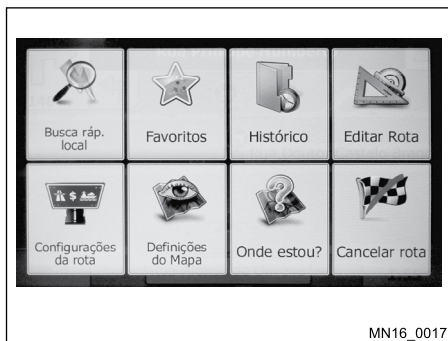 Busca ráp.
local
Favoritos
Histórico
Editar Rota
Configurações
da rota
Definições
do Mapa
Onde estou?
Cancelar rota
MN16_0017